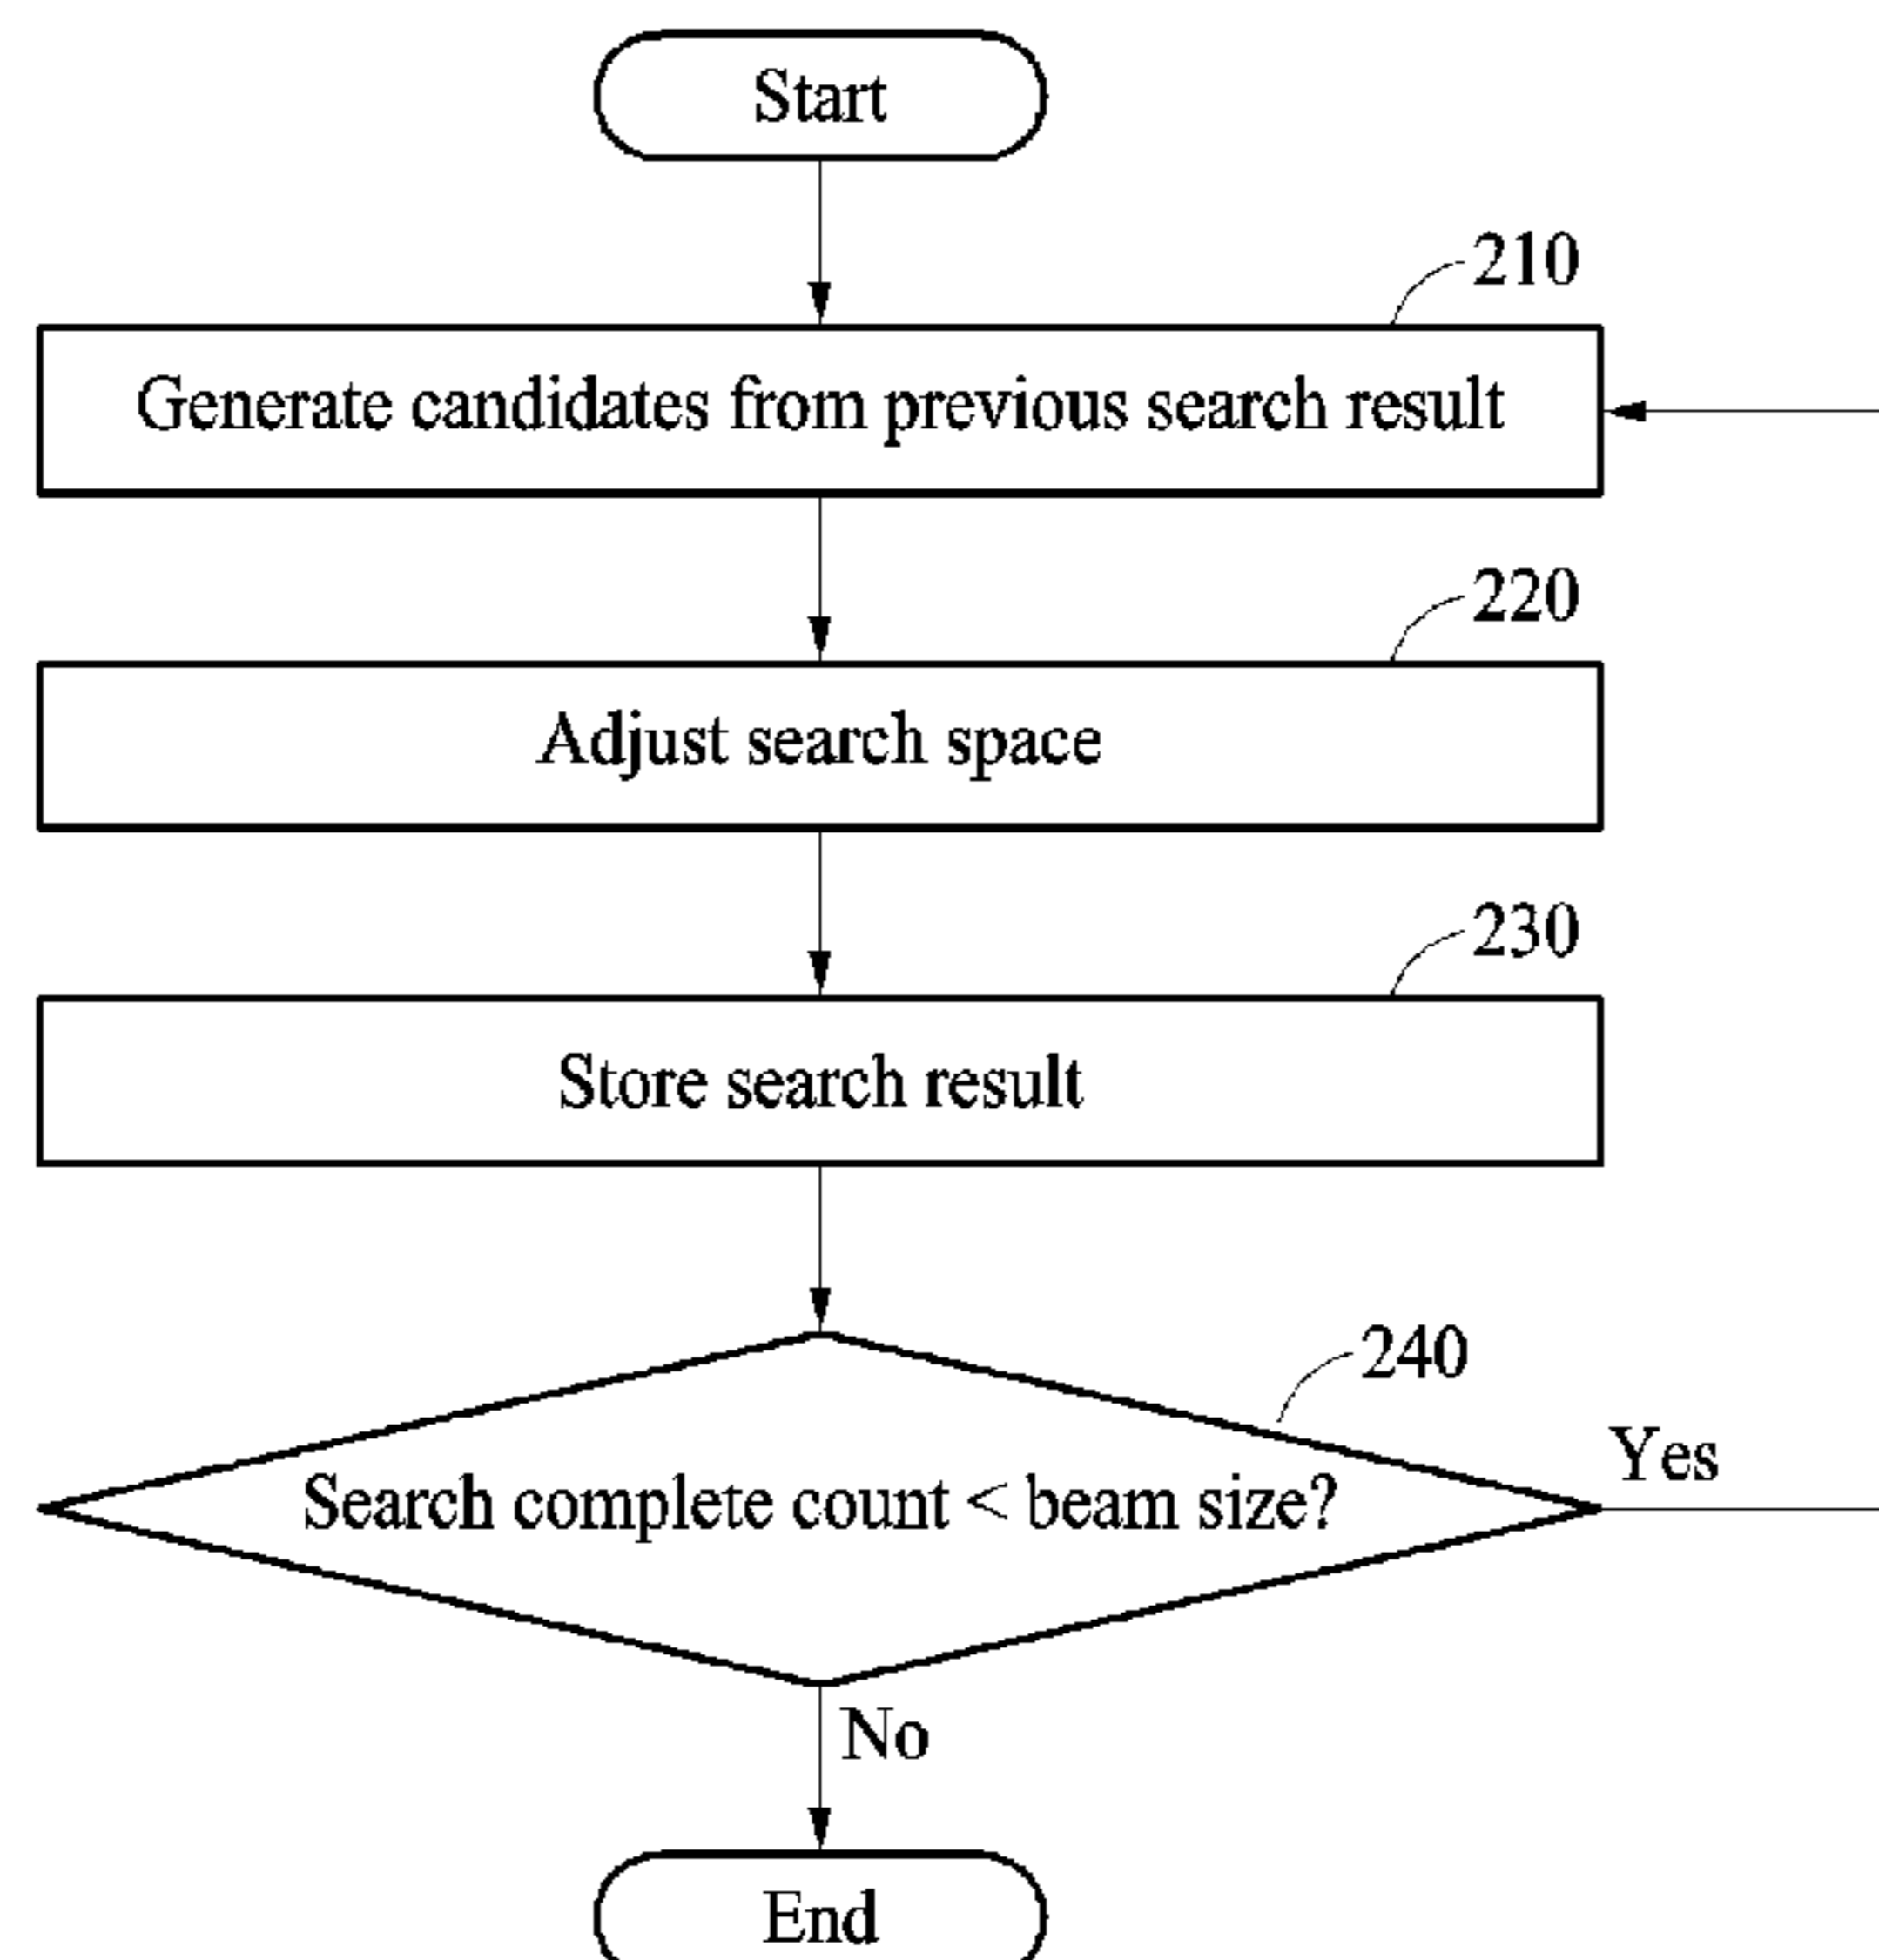 Start
210
Generate candidates from previous search result
220
Adjust search space
230
Store search result
240
Search complete count < beam size?
Yes
No
End